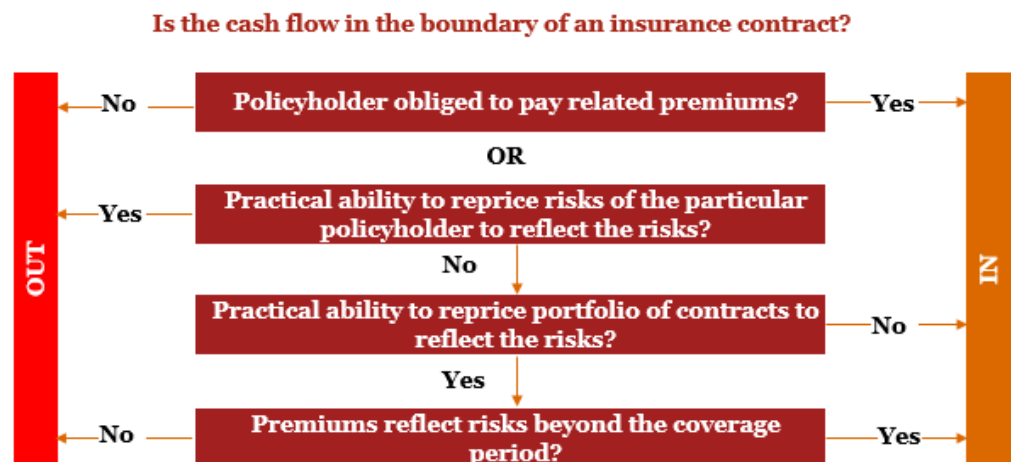 Is the cash flow in the boundary of an insurance contract?
No
Policyholder obliged to pay related premiums?
Yes
OR
Yes
Practical ability to reprice risks of the particular
policyholder to reflect the risks?
No
Practical ability to reprice portfolio of contracts to
reflect the risks?
No
Yes
No
Premiums reflect risks beyond the coverage
period?
Yes
OUT
IN